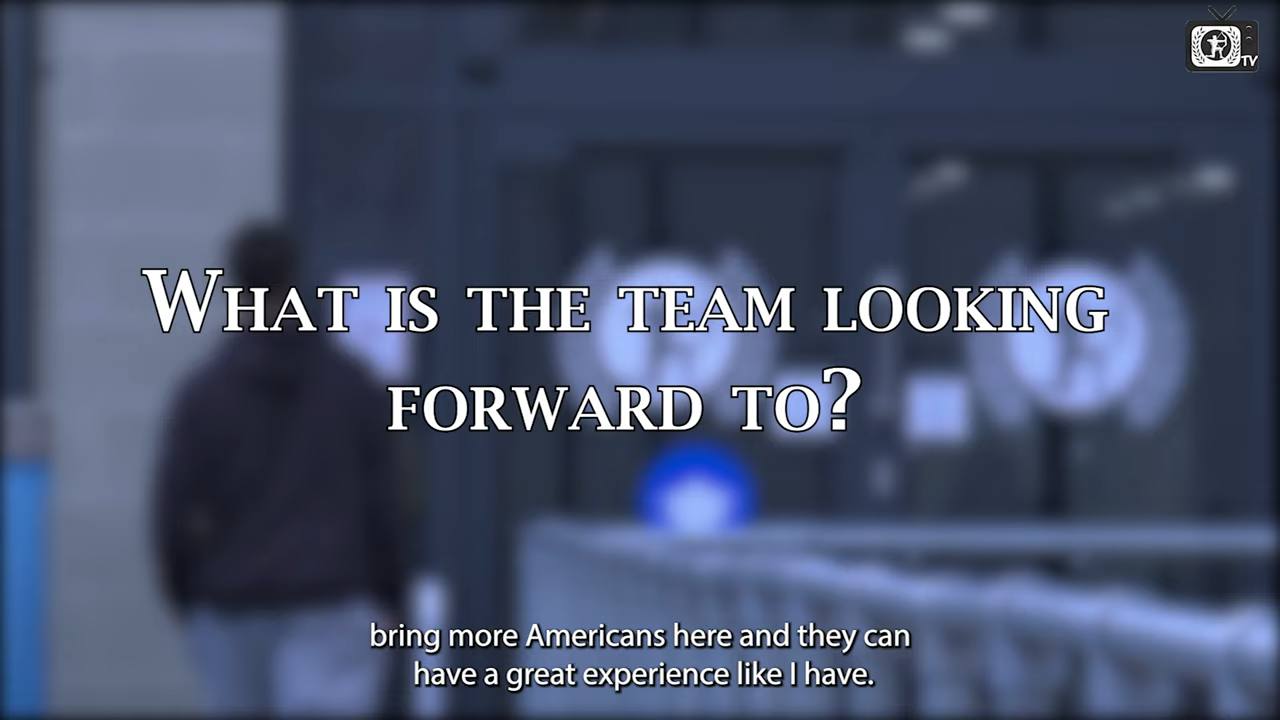 TV
What is the team looking
forward to?
bring more Americans here and they can
have a great experience like I have.